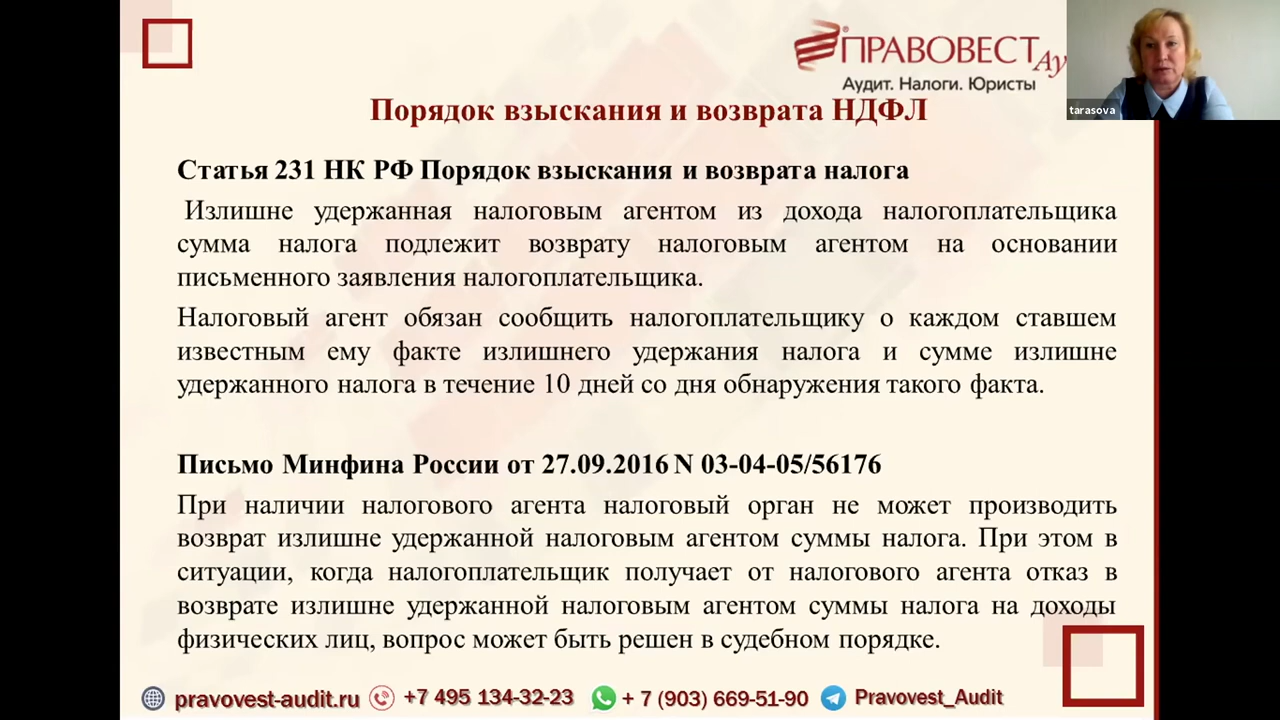 ПРАВОВЕСТ Ау
Аудит. Налоги. Юристы
tarasova
Порядок взыскания и возврата НДФЛ
Статья 231 НК РФ Порядок взыскания и возврата налога
Излишне удержанная налоговым агентом из дохода налогоплательщика
сумма налога подлежит возврату налоговым агентом на основании
письменного заявления налогоплательщика.
Налоговый агент обязан сообщить налогоплательщику о каждом ставшем
известным ему факте излишнего удержания налога и сумме излишне
удержанного налога в течение 10 дней со дня обнаружения такого факта.
Письмо Минфина России от 27.09.2016 N 03-04-05/56176
При наличии налогового агента налоговый орган не может производить
возврат излишне удержанной налоговым агентом суммы налога. При этом в
ситуации, когда налогоплательщик получает от налогового агента отказ в
возврате излишне удержанной налоговым агентом суммы налога на доходы
физических лиц, вопрос может быть решен в судебном порядке.
pravovest-audit.ru +7 495 134-32-23 + 7 (903) 669-51-90 Pravovest_Audit